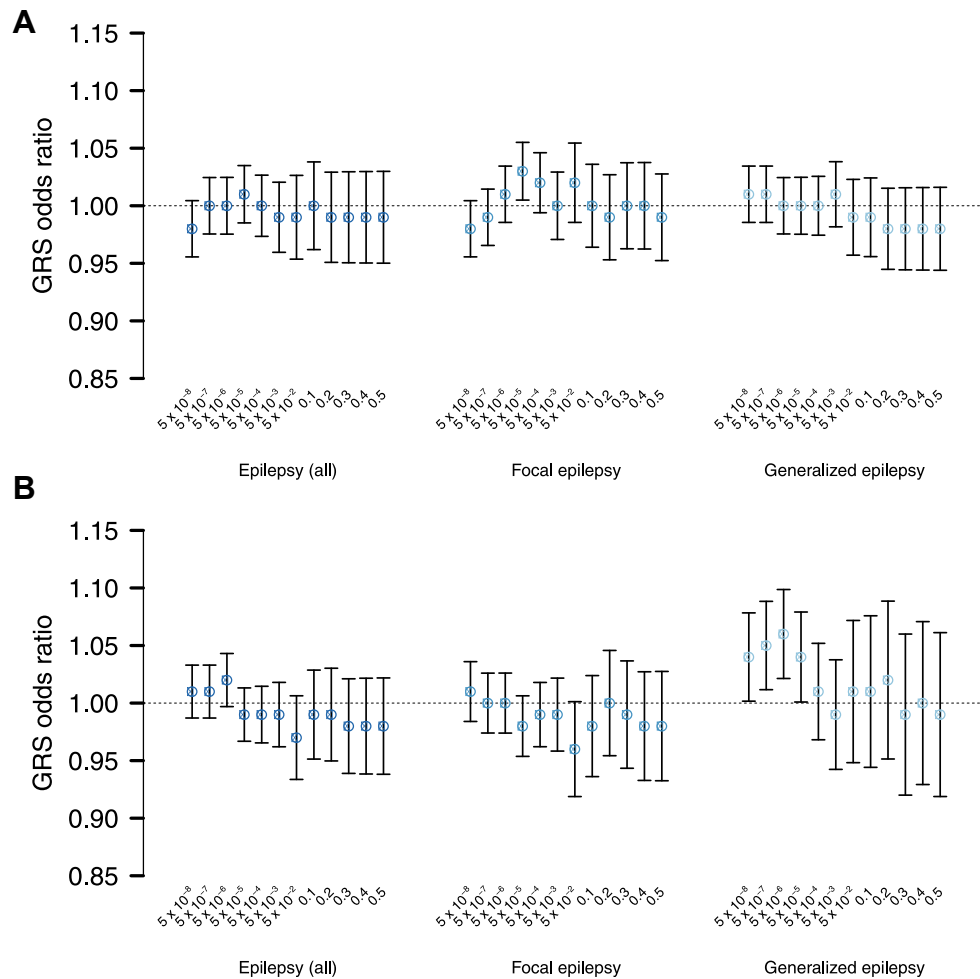 A
1.15
1.10
1.05
1.00
0.95
0.90
0.85
GRS odds ratio
5 x 10⁻⁸ 5 x 10⁻⁷ 5 x 10⁻⁶ 5 x 10⁻⁵ 5 x 10⁻⁴ 5 x 10⁻³ 5 x 10⁻² 0.1 0.2 0.3 0.4 0.5
5 x 10⁻⁸ 5 x 10⁻⁷ 5 x 10⁻⁶ 5 x 10⁻⁵ 5 x 10⁻⁴ 5 x 10⁻³ 5 x 10⁻² 0.1 0.2 0.3 0.4 0.5
5 x 10⁻⁸ 5 x 10⁻⁷ 5 x 10⁻⁶ 5 x 10⁻⁵ 5 x 10⁻⁴ 5 x 10⁻³ 5 x 10⁻² 0.1 0.2 0.3 0.4 0.5
Epilepsy (all) Focal epilepsy Generalized epilepsy
B
1.15
1.10
1.05
1.00
0.95
0.90
0.85
GRS odds ratio
5 x 10⁻⁸ 5 x 10⁻⁷ 5 x 10⁻⁶ 5 x 10⁻⁵ 5 x 10⁻⁴ 5 x 10⁻³ 5 x 10⁻² 0.1 0.2 0.3 0.4 0.5
5 x 10⁻⁸ 5 x 10⁻⁷ 5 x 10⁻⁶ 5 x 10⁻⁵ 5 x 10⁻⁴ 5 x 10⁻³ 5 x 10⁻² 0.1 0.2 0.3 0.4 0.5
5 x 10⁻⁸ 5 x 10⁻⁷ 5 x 10⁻⁶ 5 x 10⁻⁵ 5 x 10⁻⁴ 5 x 10⁻³ 5 x 10⁻² 0.1 0.2 0.3 0.4 0.5
Epilepsy (all) Focal epilepsy Generalized epilepsy